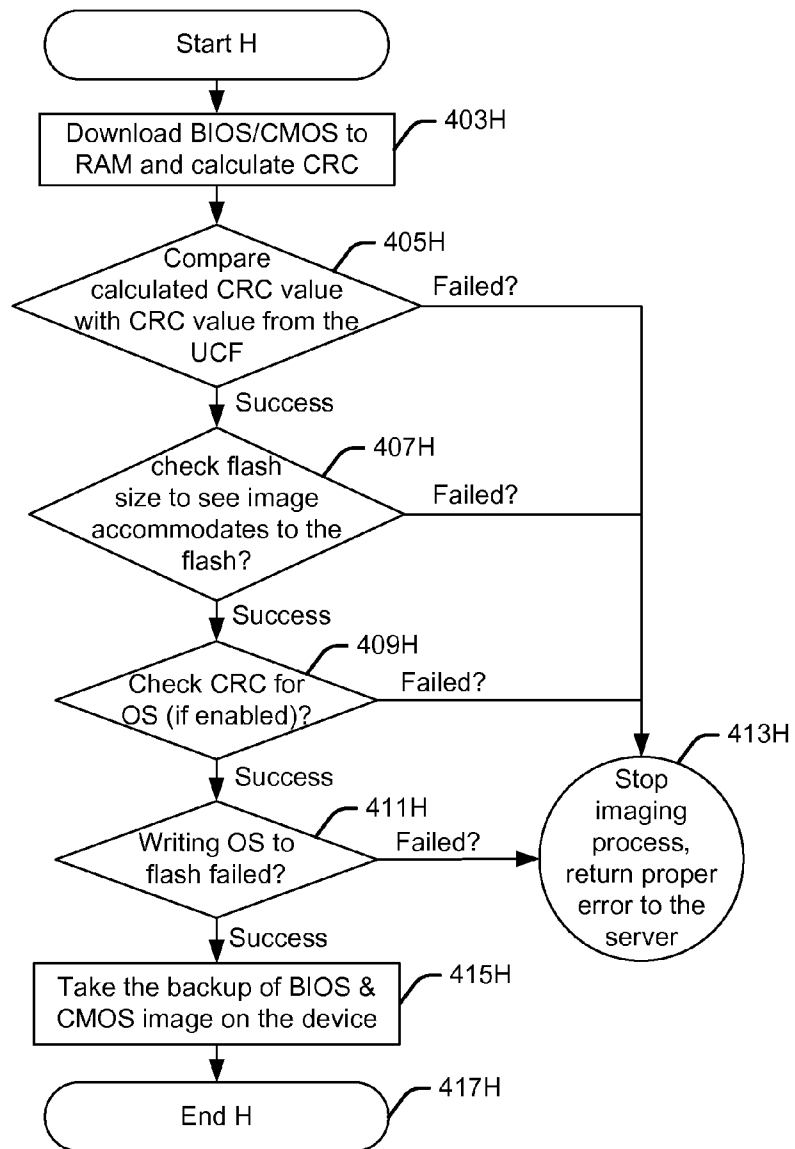 Start H
403H
Download BIOS/CMOS to
RAM and calculate CRC
405H
Compare
calculated CRC value
with CRC value from the
UCF
Failed?
Success
407H
check flash
size to see image
accommodates to the
flash?
Failed?
Success
409H
Check CRC for
OS (if enabled)?
Failed?
Success
411H
Writing OS to
flash failed?
Failed?
413H
Stop
imaging
process,
return proper
error to the
server
Success
415H
Take the backup of BIOS &
CMOS image on the device
417H
End H